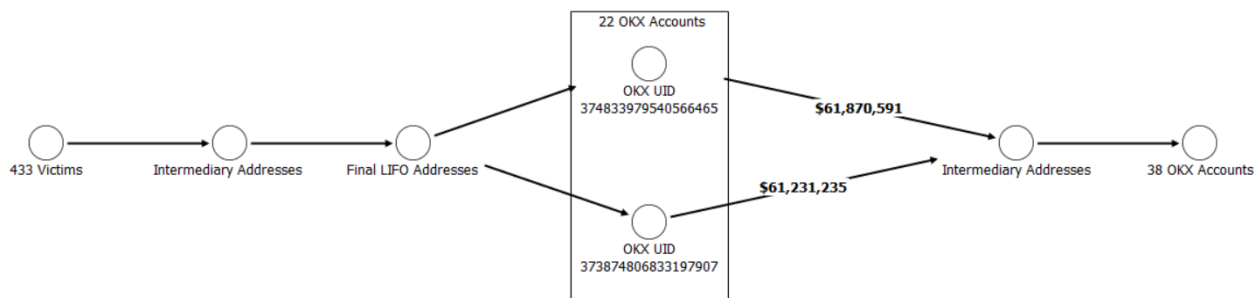 22 OKX Accounts
OKX UID
374833979540566465
$61,870,591
433 Victims
Intermediary Addresses
Final LIFO Addresses
Intermediary Addresses
38 OKX Accounts
$61,231,235
OKX UID
373874806833197907